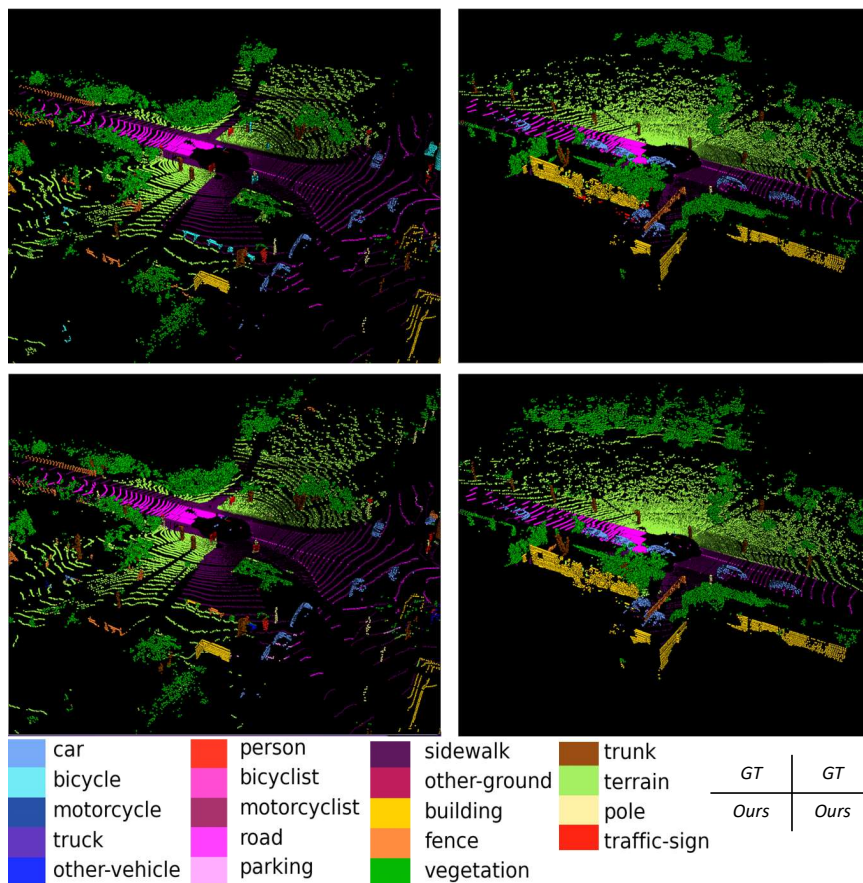 car
bicycle
motorcycle
truck
other-vehicle
person
bicyclist
motorcyclist
road
parking
sidewalk
other-ground
building
fence
vegetation
trunk
terrain
pole
traffic-sign
GT GT
Ours Ours